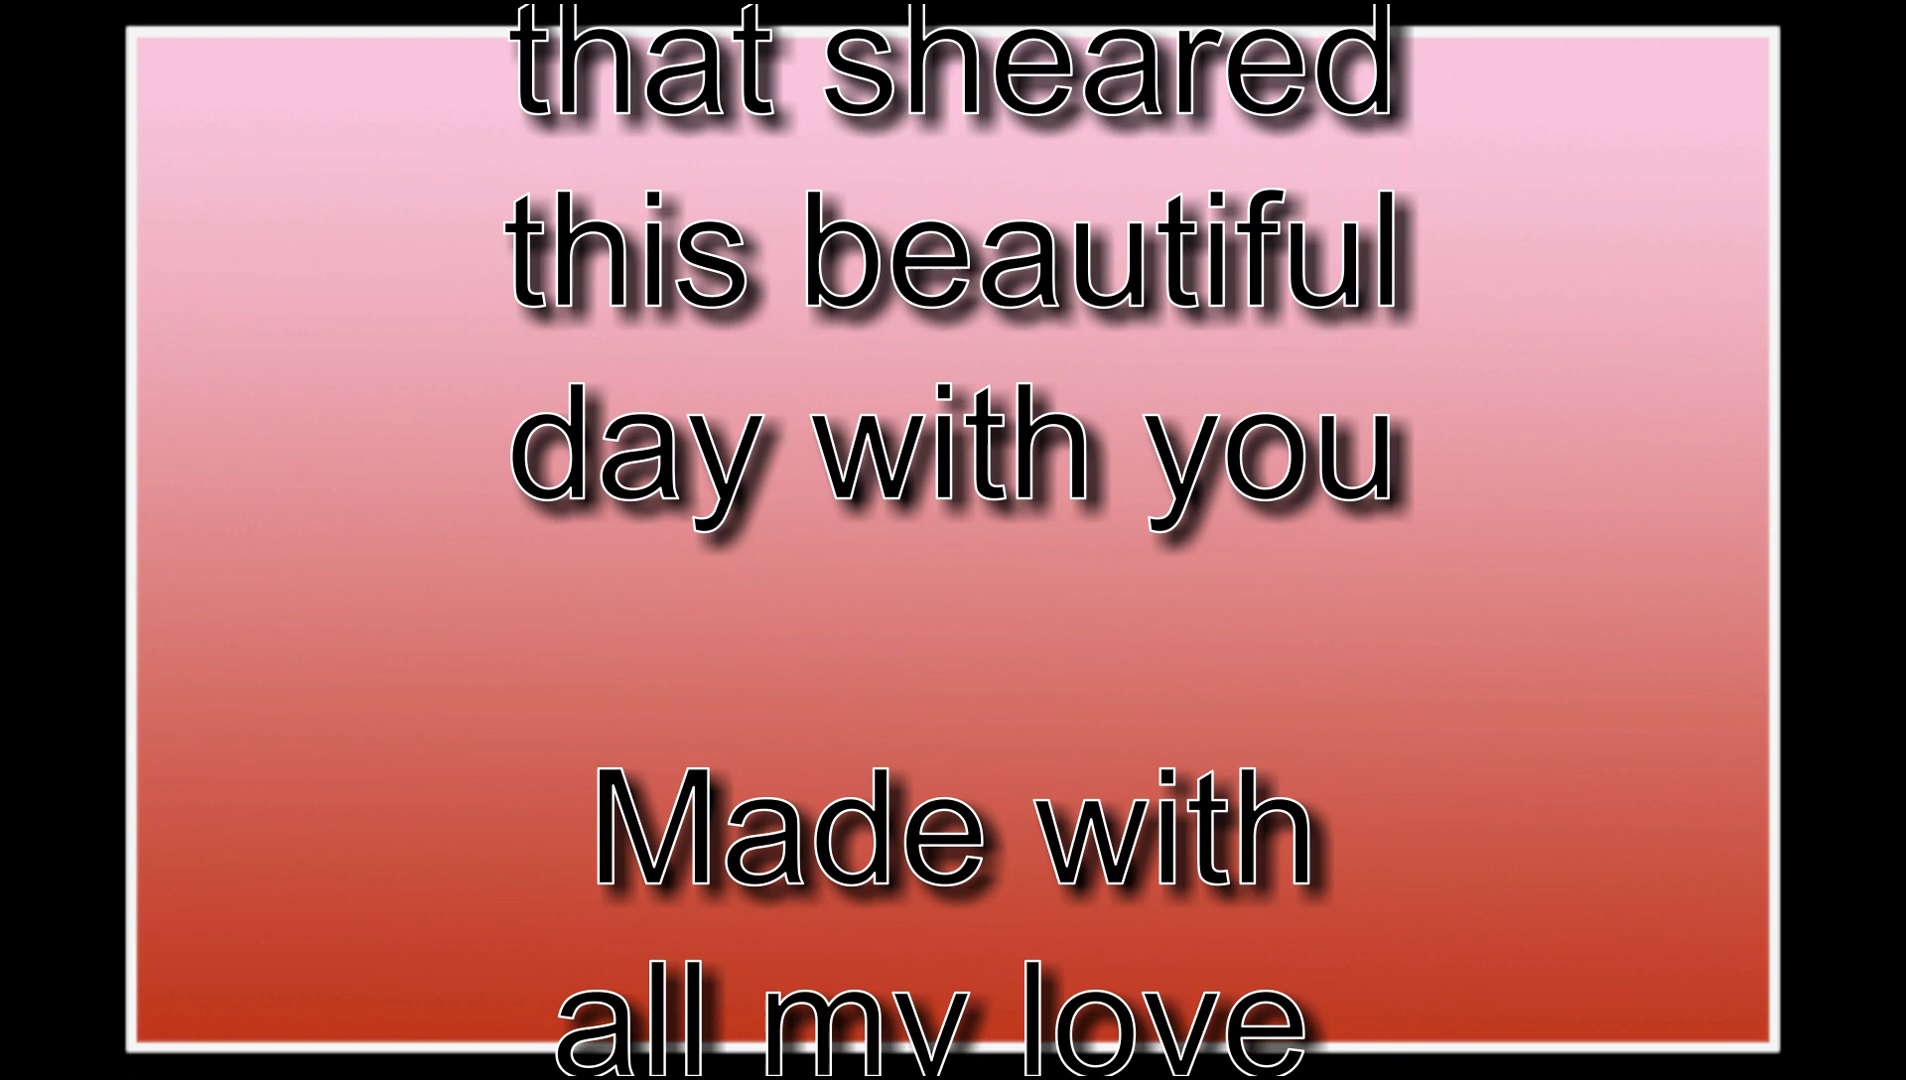 that sheared
this beautiful
day with you
Made with
all my love